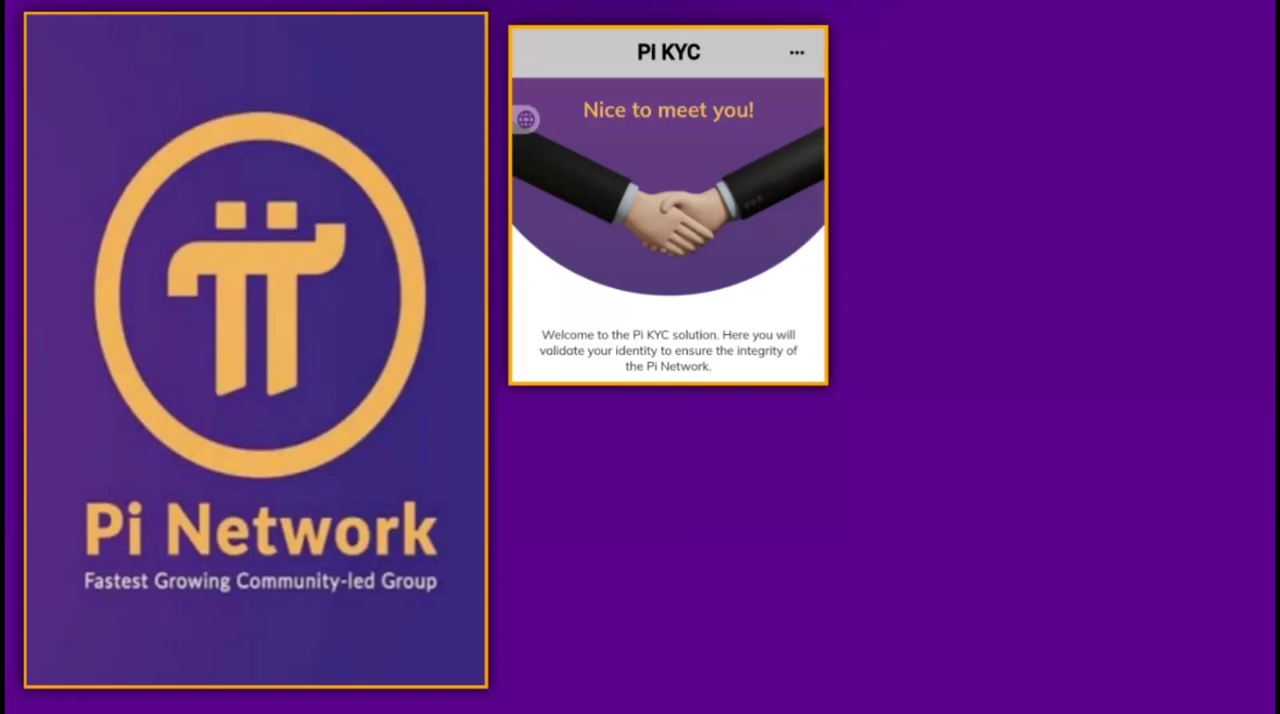 Pi Network
Fastest Growing Community-led Group
PI KYC
Nice to meet you!
Welcome to the Pi KYC solution. Here you will
validate your identity to ensure the integrity of
the Pi Network.